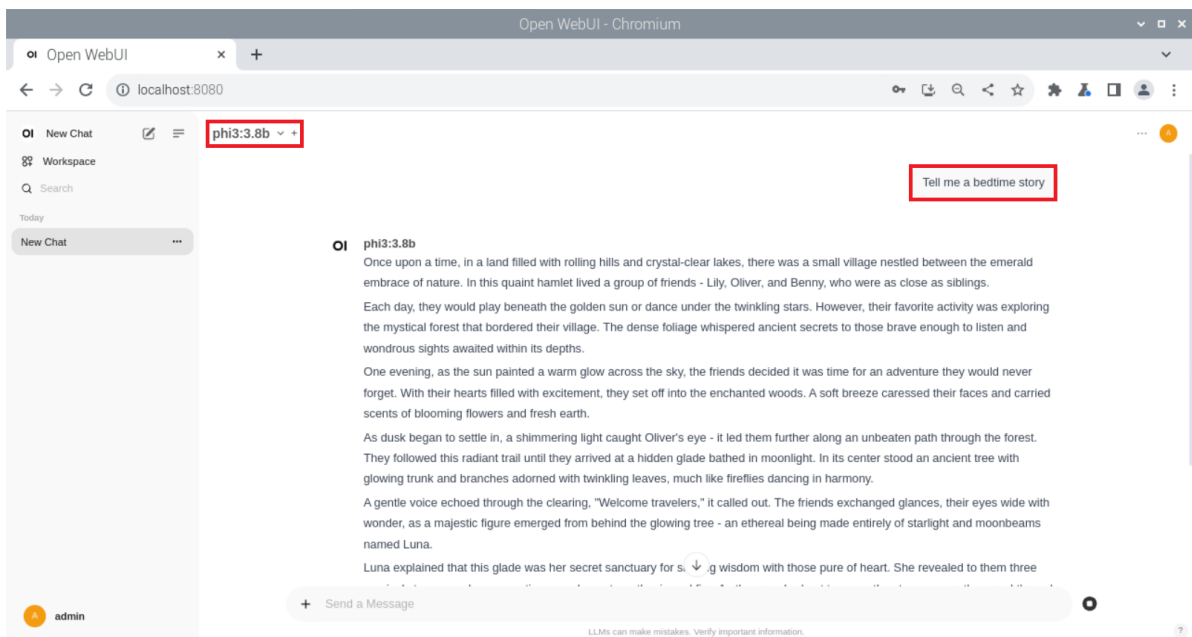 Open WebUI - Chromium
OI Open WebUI
localhost:8080
OI New Chat
phi3:3.8b
A
Workspace
Search
Tell me a bedtime story
Today
New Chat
OI phi3:3.8b
Once upon a time, in a land filled with rolling hills and crystal-clear lakes, there was a small village nestled between the emerald
embrace of nature. In this quaint hamlet lived a group of friends - Lily, Oliver, and Benny, who were as close as siblings.
Each day, they would play beneath the golden sun or dance under the twinkling stars. However, their favorite activity was exploring
the mystical forest that bordered their village. The dense foliage whispered ancient secrets to those brave enough to listen and
wondrous sights awaited within its depths.
One evening, as the sun painted a warm glow across the sky, the friends decided it was time for an adventure they would never
forget. With their hearts filled with excitement, they set off into the enchanted woods. A soft breeze caressed their faces and carried
scents of blooming flowers and fresh earth.
As dusk began to settle in, a shimmering light caught Oliver's eye - it led them further along an unbeaten path through the forest.
They followed this radiant trail until they arrived at a hidden glade bathed in moonlight. In its center stood an ancient tree with
glowing trunk and branches adorned with twinkling leaves, much like fireflies dancing in harmony.
A gentle voice echoed through the clearing, "Welcome travelers," it called out. The friends exchanged glances, their eyes wide with
wonder, as a majestic figure emerged from behind the glowing tree - an ethereal being made entirely of starlight and moonbeams
named Luna.
Luna explained that this glade was her secret sanctuary for wisdom with those pure of heart. She revealed to them three
Send a Message
A admin
LLMs can make mistakes. Verify important information.
?